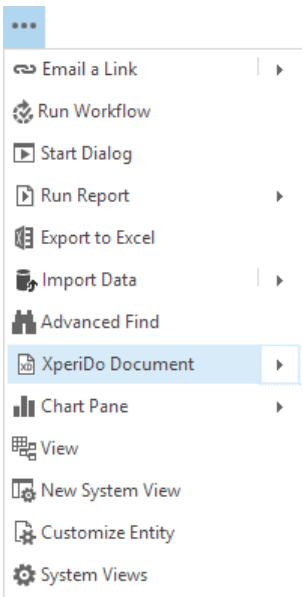 Email a Link
Run Workflow
Start Dialog
Run Report
Export to Excel
Import Data
Advanced Find
XperiDo Document
Chart Pane
View
New System View
Customize Entity
System Views